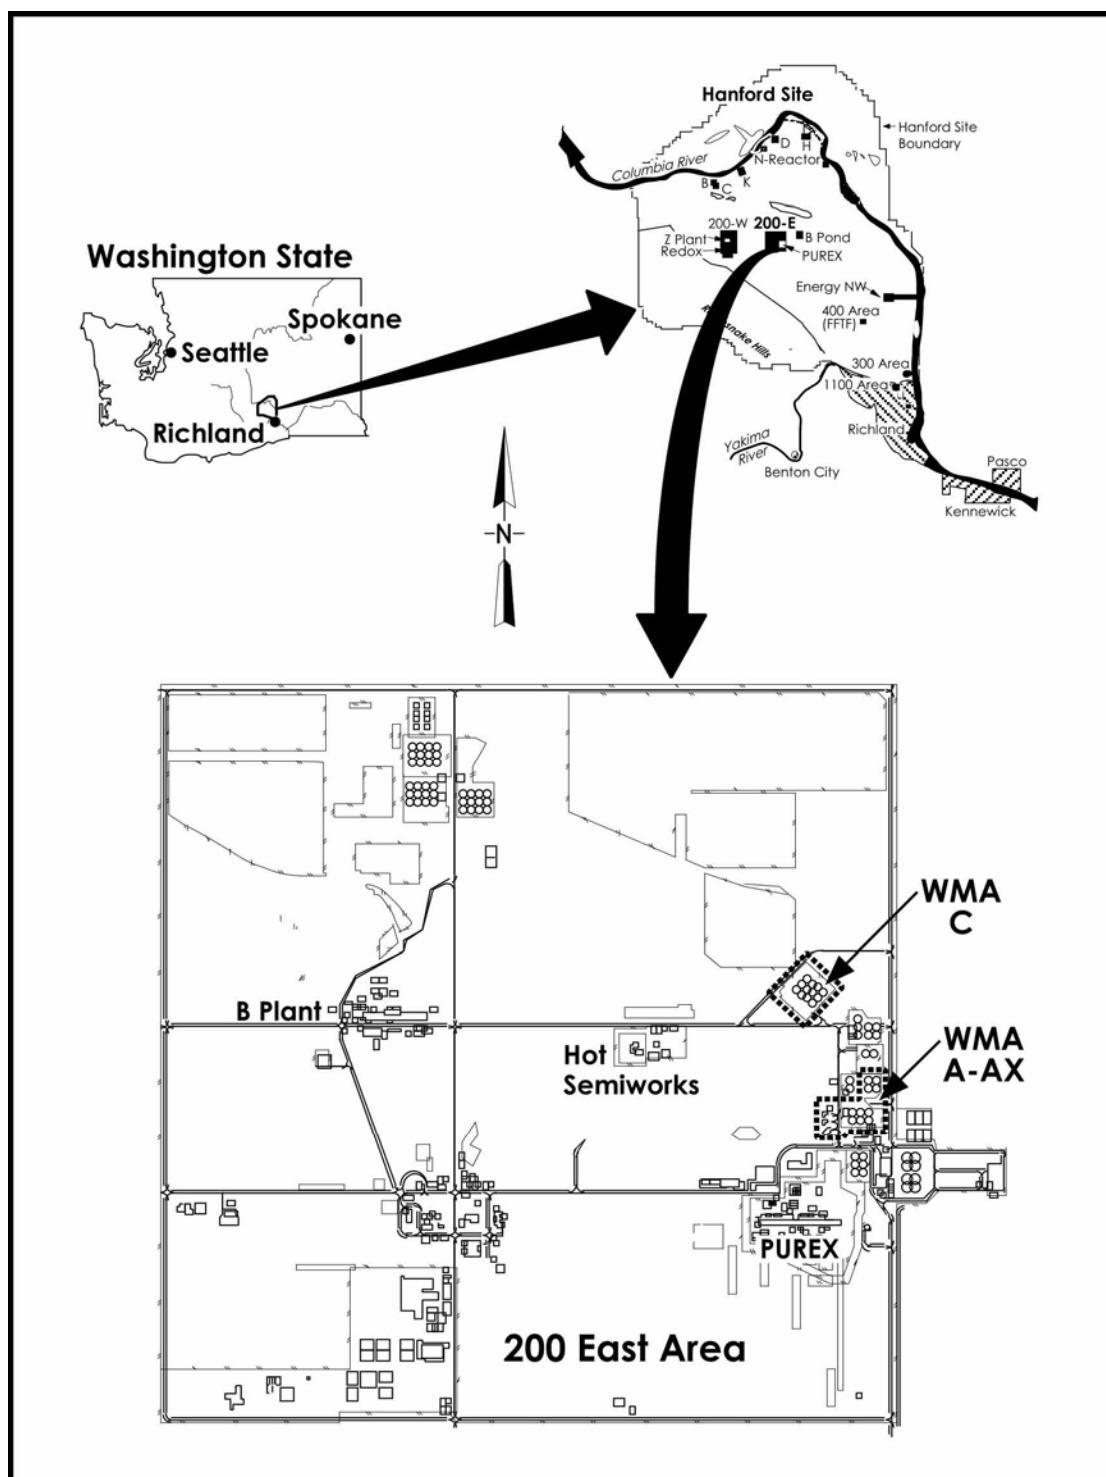 Hanford Site
Hanford Site
Boundary
Columbia River
D
H
N-Reactor
K
B
C
200-W
200-E
Z Plant
Redox
B Pond
PUREX
Energy NW
400 Area
(FFTF)
Rattlesnake Hills
300 Area
1100 Area
Richland
Yakima
River
Benton City
Pasco
Kennewick
Washington State
Spokane
Seattle
Richland
N
WMA
C
B Plant
Hot
Semiworks
WMA
A-AX
PUREX
200 East Area